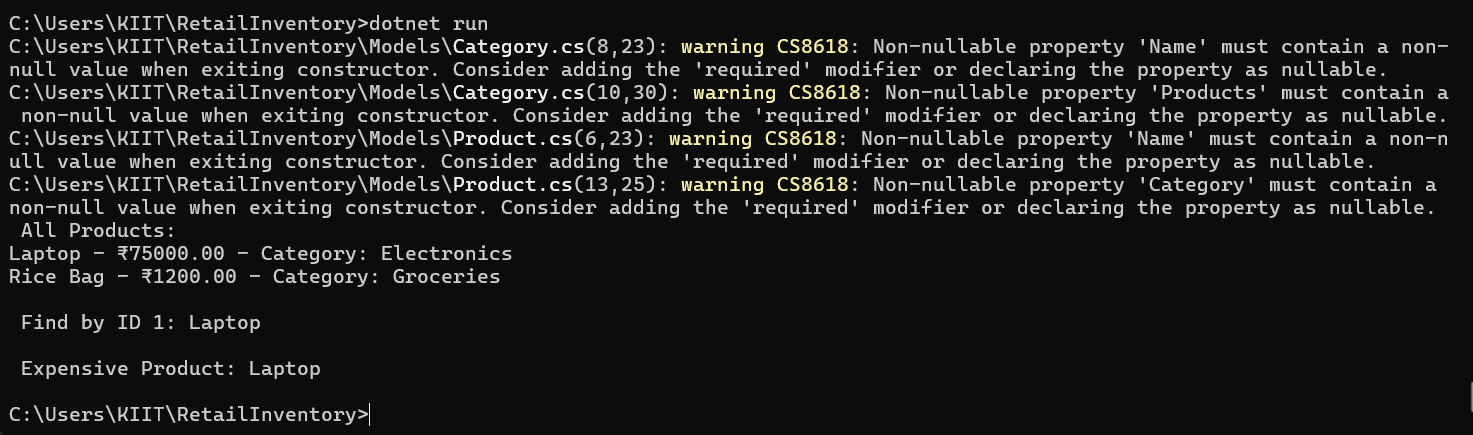 C:\Users\KIIT\RetailInventory>dotnet run
C:\Users\KIIT\RetailInventory\Models\Category.cs(8,23): warning CS8618: Non-nullable property 'Name' must contain a non-
null value when exiting constructor. Consider adding the 'required' modifier or declaring the property as nullable.
C:\Users\KIIT\RetailInventory\Models\Category.cs(10,30): warning CS8618: Non-nullable property 'Products' must contain a
 non-null value when exiting constructor. Consider adding the 'required' modifier or declaring the property as nullable.
C:\Users\KIIT\RetailInventory\Models\Product.cs(6,23): warning CS8618: Non-nullable property 'Name' must contain a non-n
ull value when exiting constructor. Consider adding the 'required' modifier or declaring the property as nullable.
C:\Users\KIIT\RetailInventory\Models\Product.cs(13,25): warning CS8618: Non-nullable property 'Category' must contain a
non-null value when exiting constructor. Consider adding the 'required' modifier or declaring the property as nullable.
 All Products:
Laptop - ₹75000.00 - Category: Electronics
Rice Bag - ₹1200.00 - Category: Groceries
 Find by ID 1: Laptop
 Expensive Product: Laptop
C:\Users\KIIT\RetailInventory>